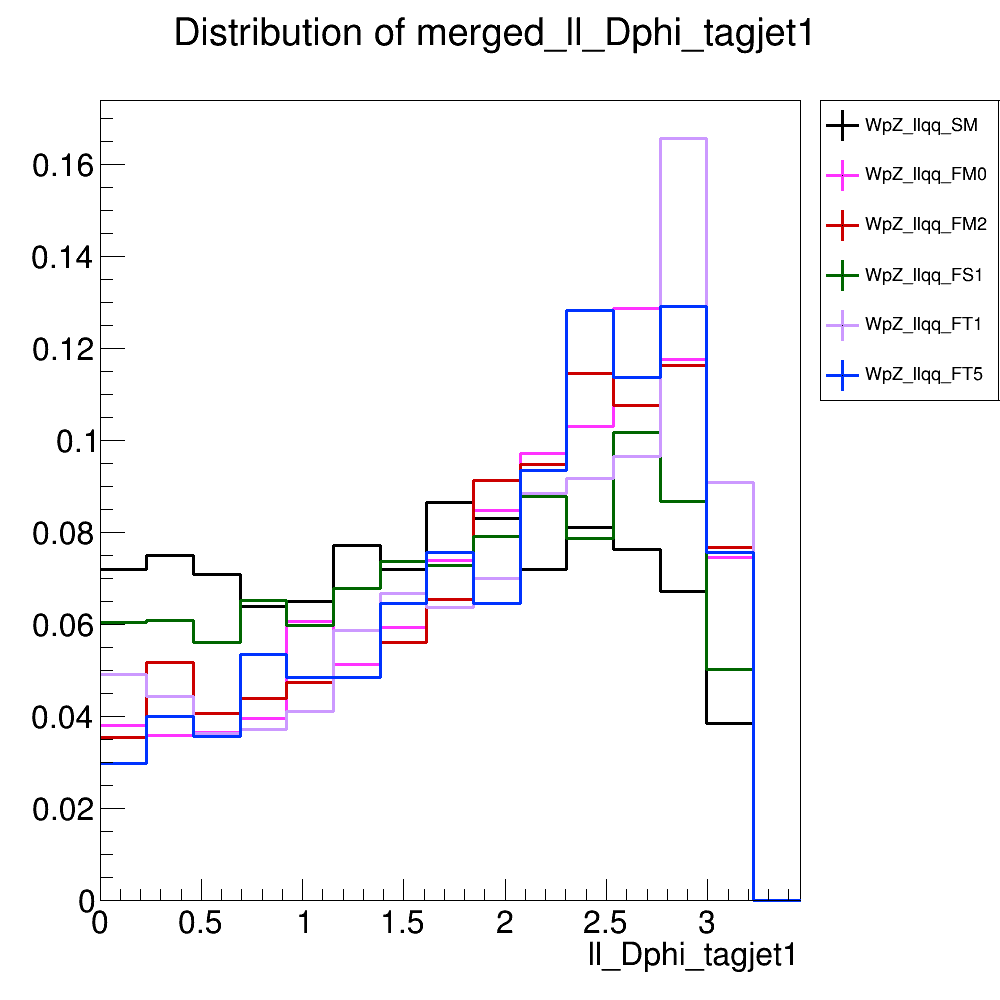 Distribution of merged_ll_Dphi_tagjet1
WpZ_llqq_SM
WpZ_llqq_FM0
WpZ_llqq_FM2
WpZ_llqq_FS1
WpZ_llqq_FT1
WpZ_llqq_FT5
0.16
0.14
0.12
0.1
0.08
0.06
0.04
0.02
0
0 0.5 1 1.5 2 2.5 3
ll_Dphi_tagjet1